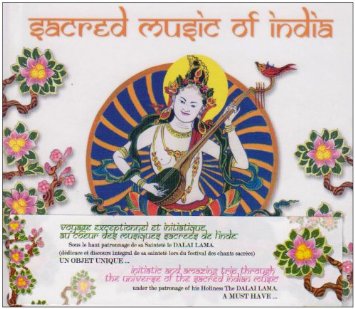 sacred music of india
voyage exceptionnel et initiatique,
au coeur des musiques sacrees de l'inde.
Sous le haut patronnage de sa Sainteté le DALAI LAMA.
(dédicace et discours intégral de sa sainteté lors du festival des chants sacrées)
UN OBJET UNIQUE ...
initiatic and amazing trip through
the universe of the sacred indian music
under the patronage of his Holiness The DALAI LAMA.
A MUST HAVE ...